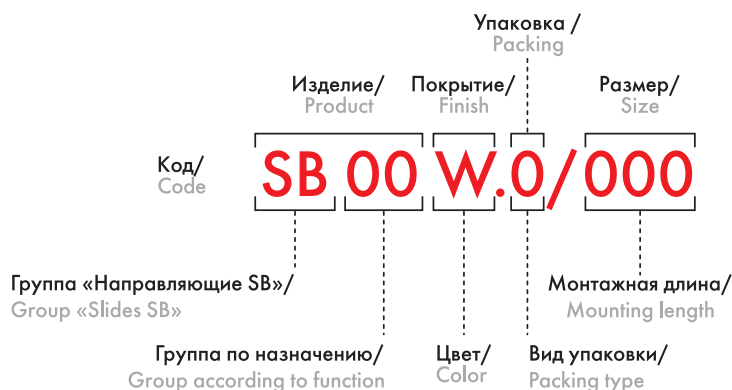 Упаковка /
Packing
Изделие/ Покрытие/ Размер/
Product Finish Size
Код/
Code
SB 00 W.0/000
Группа «Направляющие SB»/ Монтажная длина/
Group «Slides SB» Mounting length
Группа по назначению/ Цвет/ Вид упаковки/
Group according to function Color Packing type